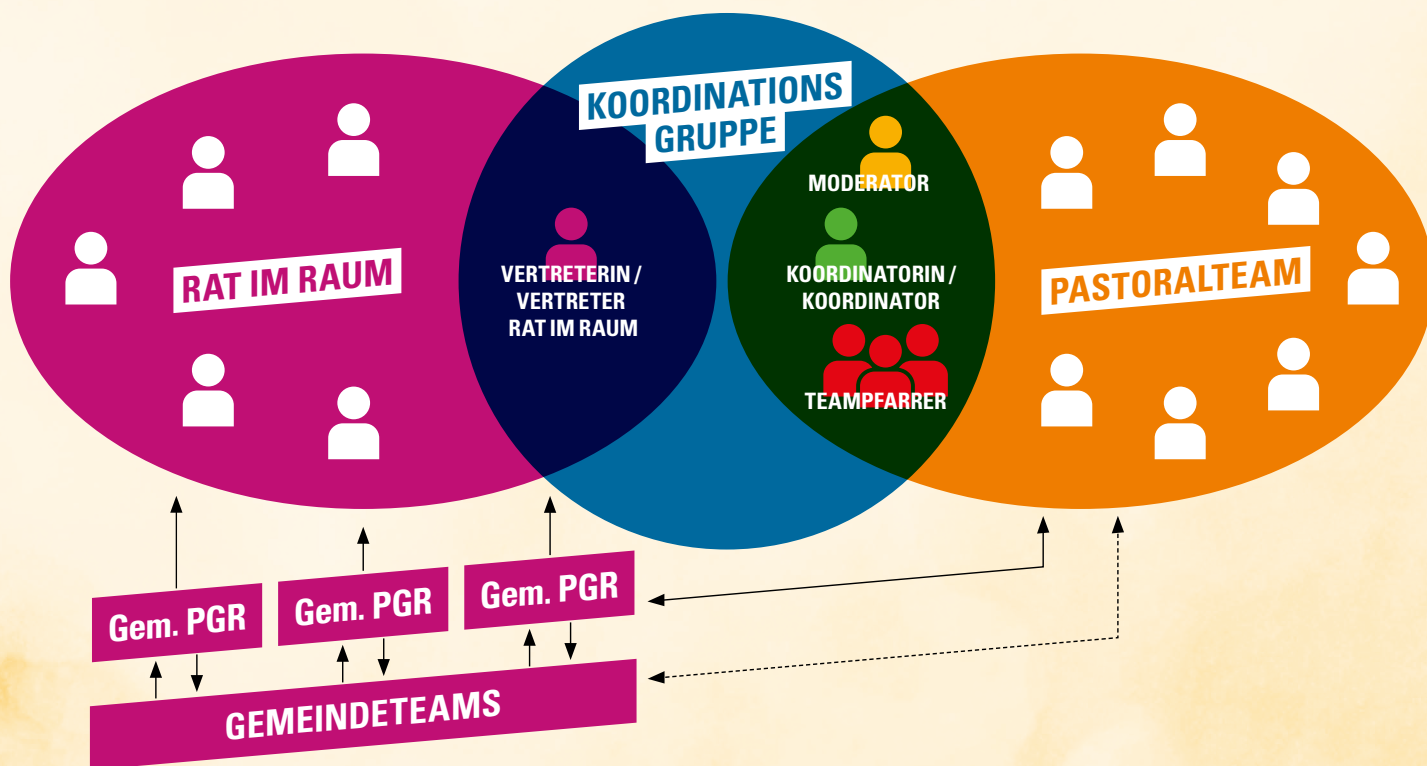 KOORDINATIONS
GRUPPE
MODERATOR
RAT IM RAUM
VERTRETERIN /
VERTRETER
RAT IM RAUM
KOORDINATORIN /
KOORDINATOR
PASTORALTEAM
TEAMPFARRER
Gem. PGR
Gem. PGR
Gem. PGR
GEMEINDETEAMS